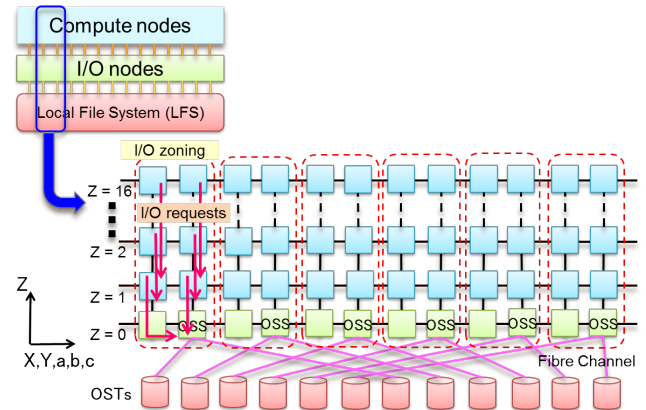 Compute nodes
I/O nodes
Local File System (LFS)
I/O zoning
Z = 16
I/O requests
Z = 2
Z
Z = 1
Z = 0
OSS OSS OSS OSS OSS OSS
X,Y,a,b,c
Fibre Channel
OSTs